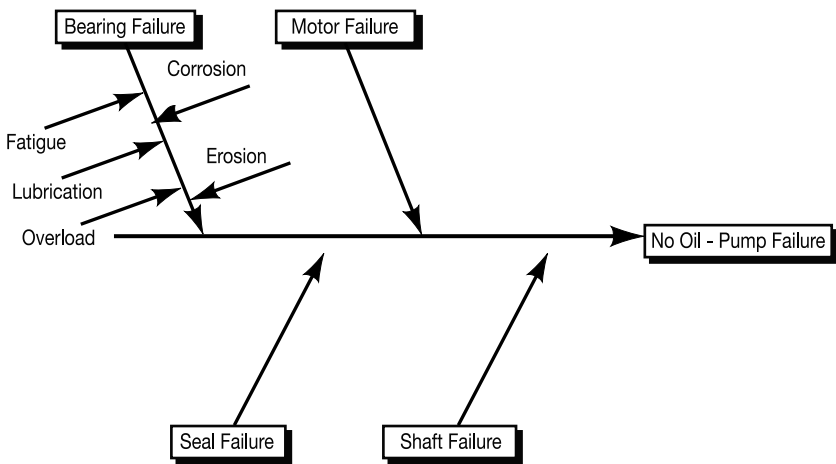 Bearing Failure
Motor Failure
Corrosion
Fatigue
Erosion
Lubrication
Overload
No Oil - Pump Failure
Seal Failure
Shaft Failure